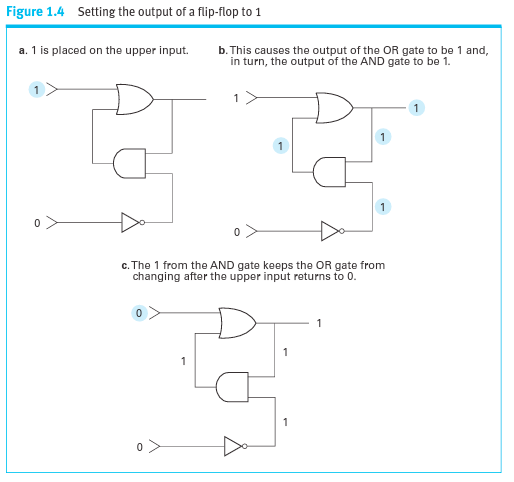 Figure 1.4 Setting the output of a flip-flop to 1
a. 1 is placed on the upper input.
b. This causes the output of the OR gate to be 1 and,
in turn, the output of the AND gate to be 1.
1
0
1
1
1
1
1
0
c. The 1 from the AND gate keeps the OR gate from
changing after the upper input returns to 0.
0
1
1
1
1
0